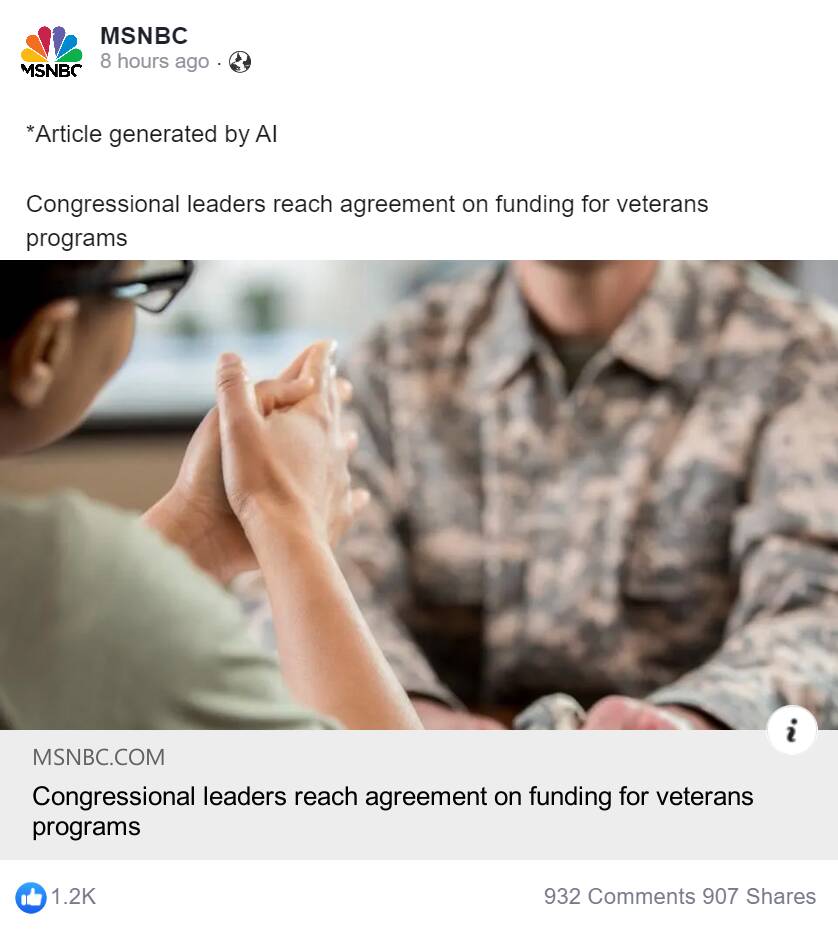 MSNBC
8 hours ago ·
MSNBC
*Article generated by AI
Congressional leaders reach agreement on funding for veterans
programs
i
MSNBC.COM
Congressional leaders reach agreement on funding for veterans
programs
1.2K
932 Comments 907 Shares